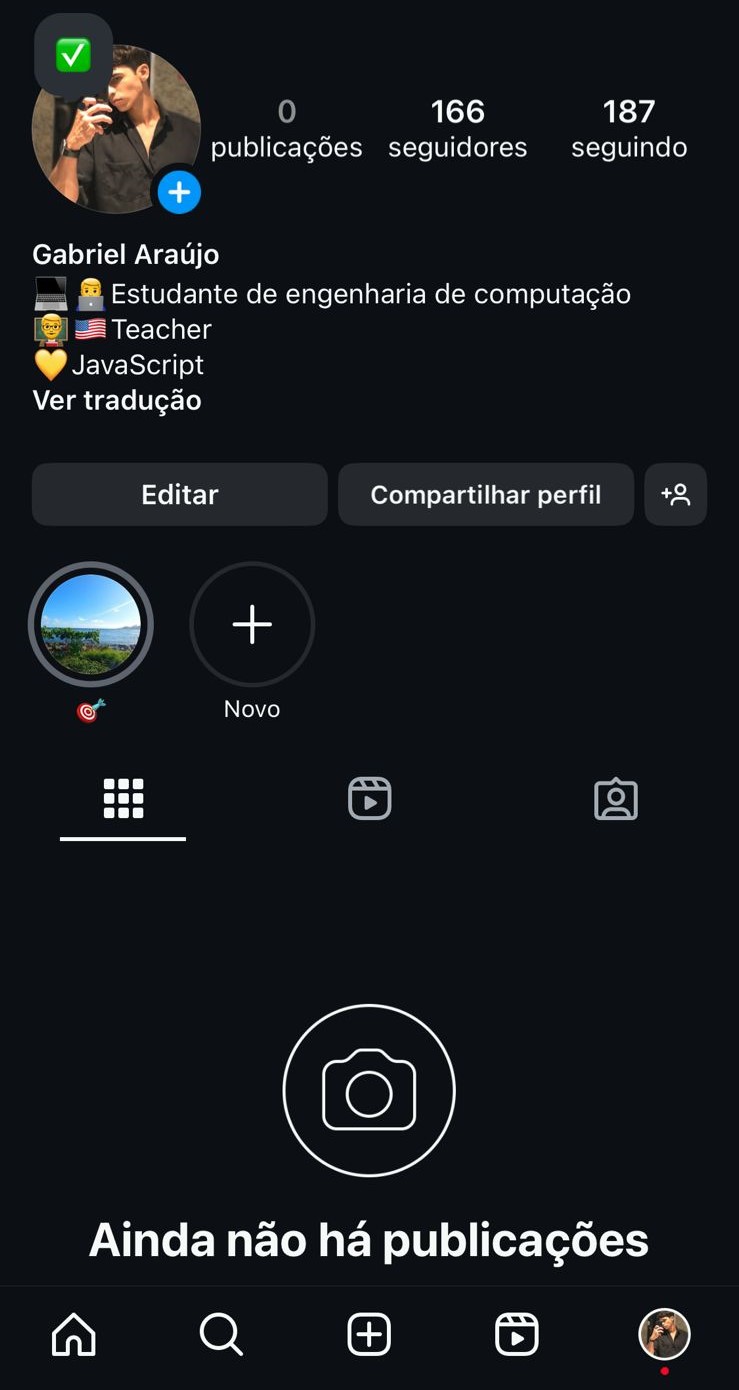 ✅
0 166 187
publicações seguidores seguindo
Gabriel Araújo
💻👨‍💻Estudante de engenharia de computação
👨‍🏫🇺🇸Teacher
💛JavaScript
Ver tradução
Editar Compartilhar perfil
🎯 Novo
Ainda não há publicações